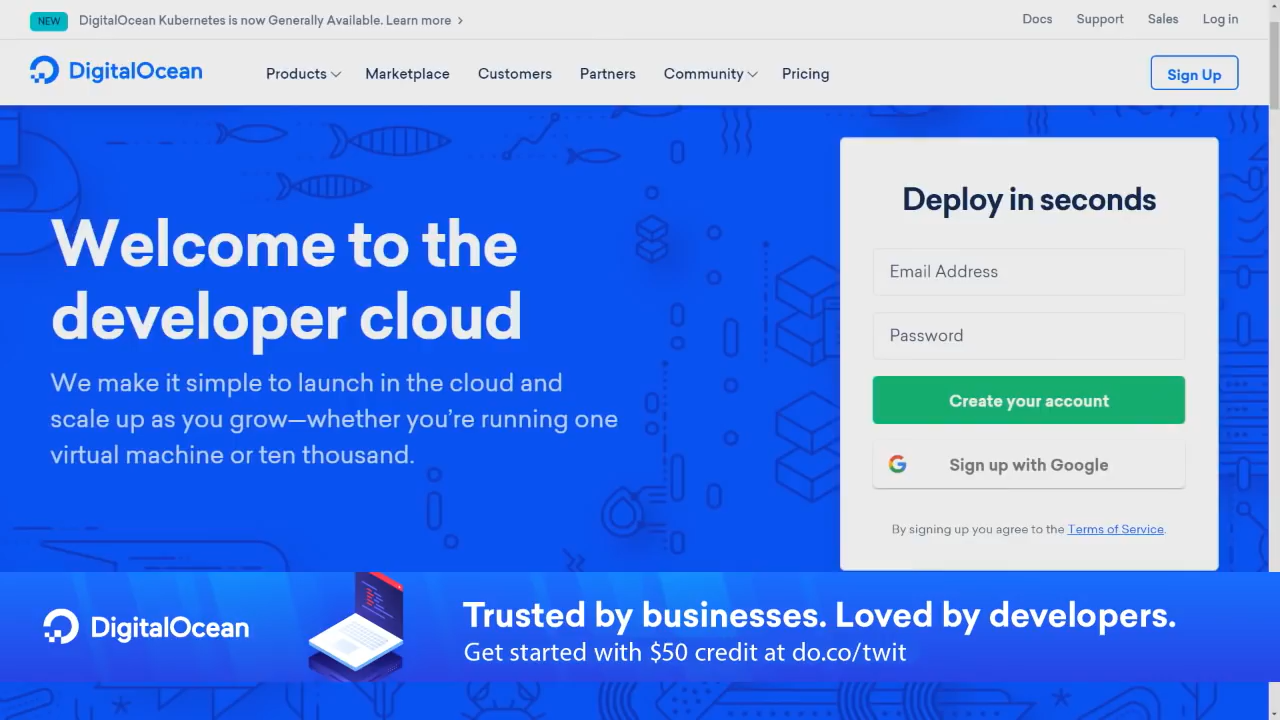 NEW DigitalOcean Kubernetes is now Generally Available. Learn more
Docs Support Sales Log in
DigitalOcean Products Marketplace Customers Partners Community Pricing Sign Up
Welcome to the
developer cloud
We make it simple to launch in the cloud and
scale up as you grow—whether you’re running one
virtual machine or ten thousand.
Deploy in seconds
Email Address
Password
Create your account
Sign up with Google
By signing up you agree to the Terms of Service.
DigitalOcean
Trusted by businesses. Loved by developers.
Get started with $50 credit at do.co/twit